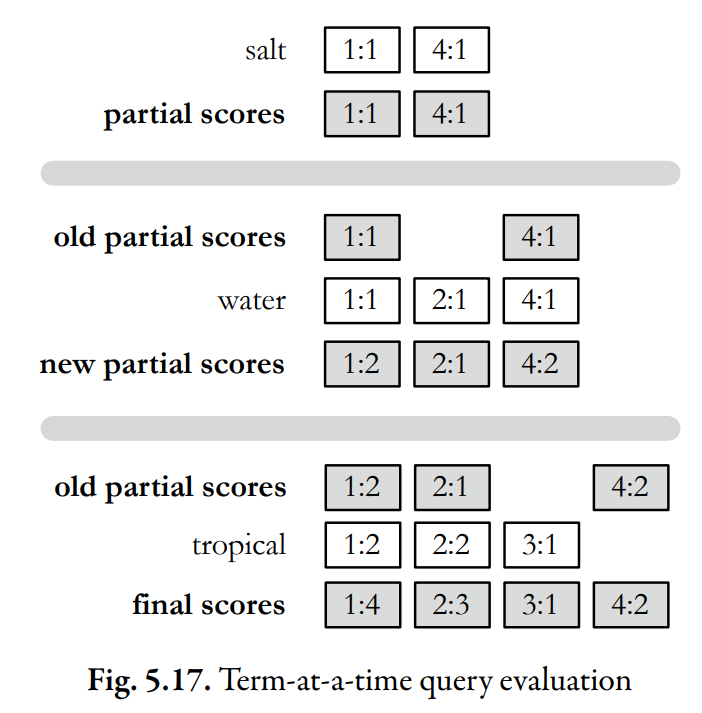 salt 1:1 4:1
partial scores 1:1 4:1
old partial scores 1:1 4:1
water 1:1 2:1 4:1
new partial scores 1:2 2:1 4:2
old partial scores 1:2 2:1 4:2
tropical 1:2 2:2 3:1
final scores 1:4 2:3 3:1 4:2
Fig. 5.17. Term-at-a-time query evaluation